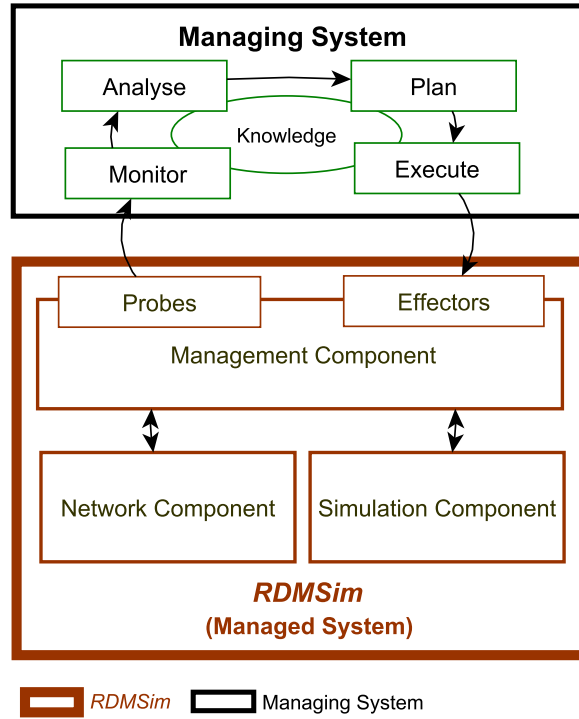 Managing System
Analyse
Plan
Knowledge
Monitor
Execute
Probes
Effectors
Management Component
Network Component
Simulation Component
RDMSim
(Managed System)
RDMSim
Managing System